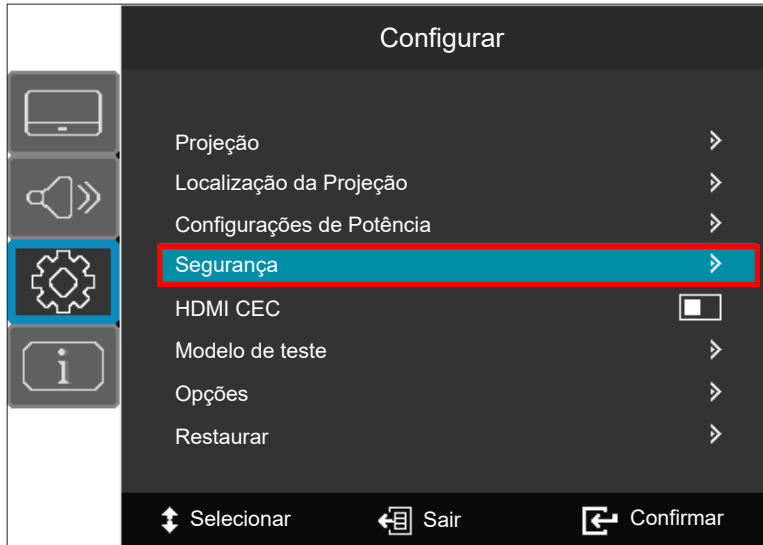 Configurar
Projeção
Localização da Projeção
Configurações de Potência
Segurança
HDMI CEC
Modelo de teste
Opções
Restaurar
Selecionar Sair Confirmar